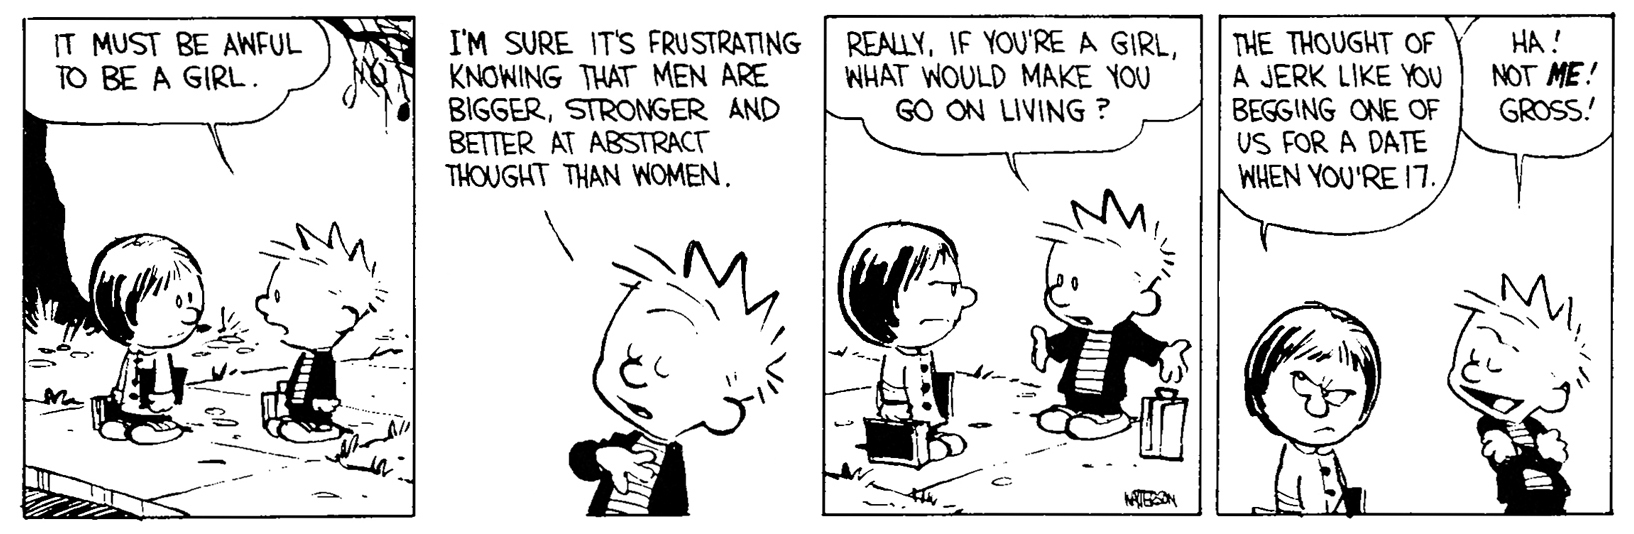 IT MUST BE AWFUL
TO BE A GIRL.
I'M SURE IT'S FRUSTRATING
KNOWING THAT MEN ARE
BIGGER, STRONGER AND
BETTER AT ABSTRACT
THOUGHT THAN WOMEN.
REALLY, IF YOU'RE A GIRL,
WHAT WOULD MAKE YOU
GO ON LIVING?
WATTERSON
THE THOUGHT OF
A JERK LIKE YOU
BEGGING ONE OF
US FOR A DATE
WHEN YOU'RE 17.
HA!
NOT ME!
GROSS!